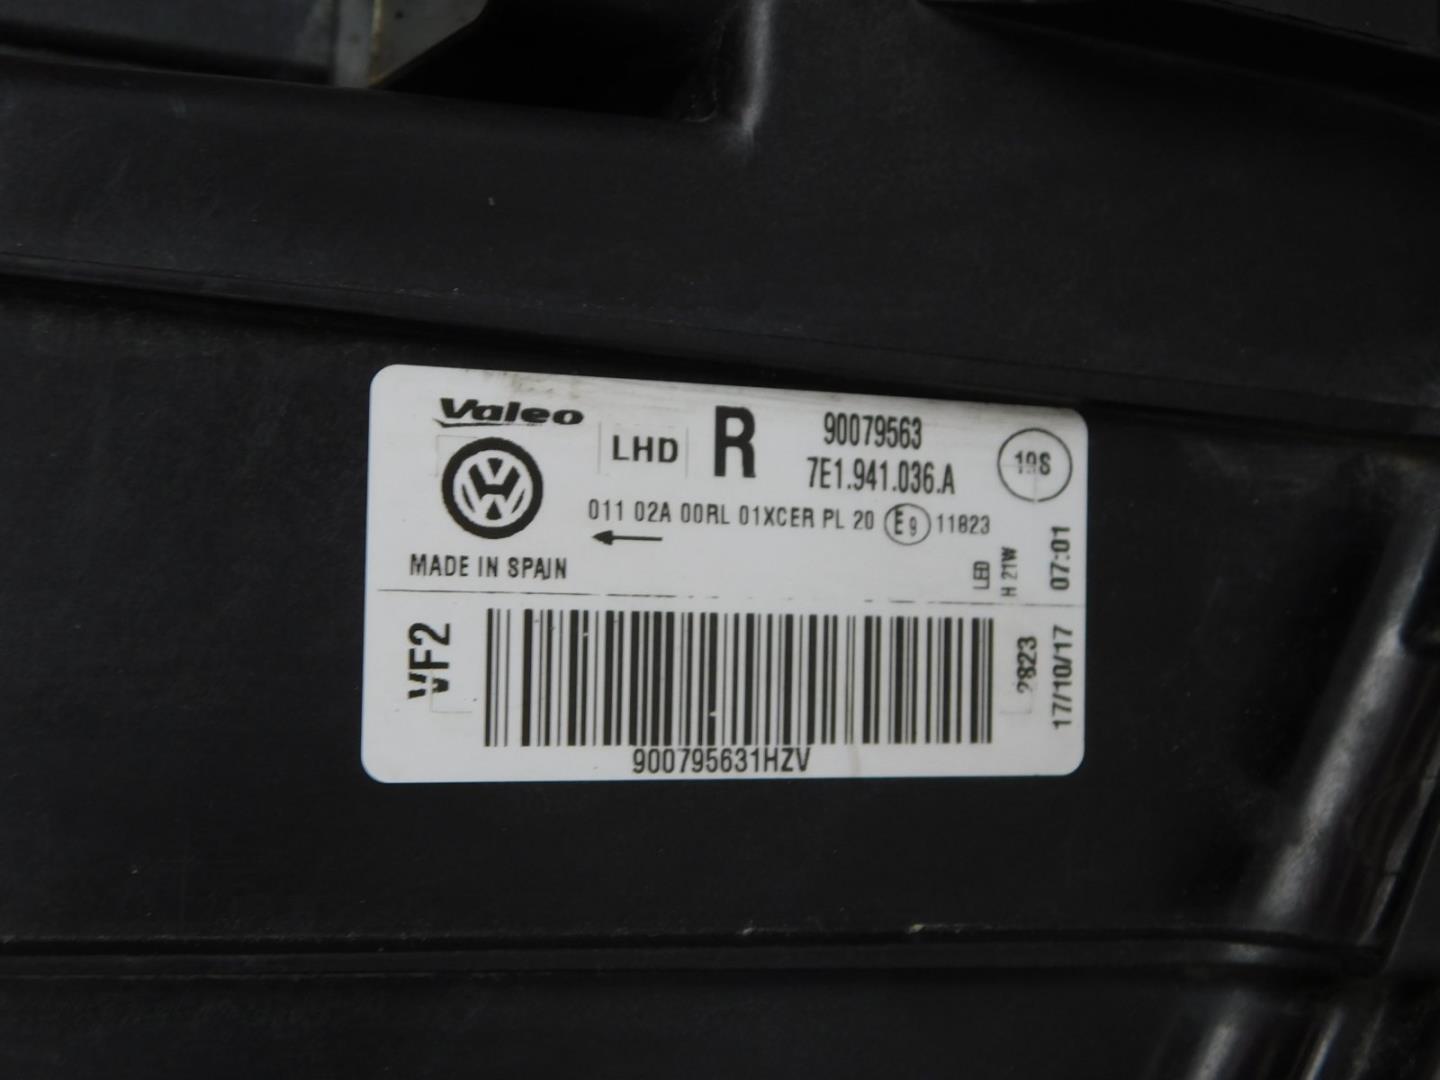 Valeo
LHD
R
90079563
7E1.941.036.A
19S
011 02A 00RL 01XCER PL 20 E9 11823
MADE IN SPAIN
LED
H 21W
07:01
VF2
2823
17/10/17
900795631HZV